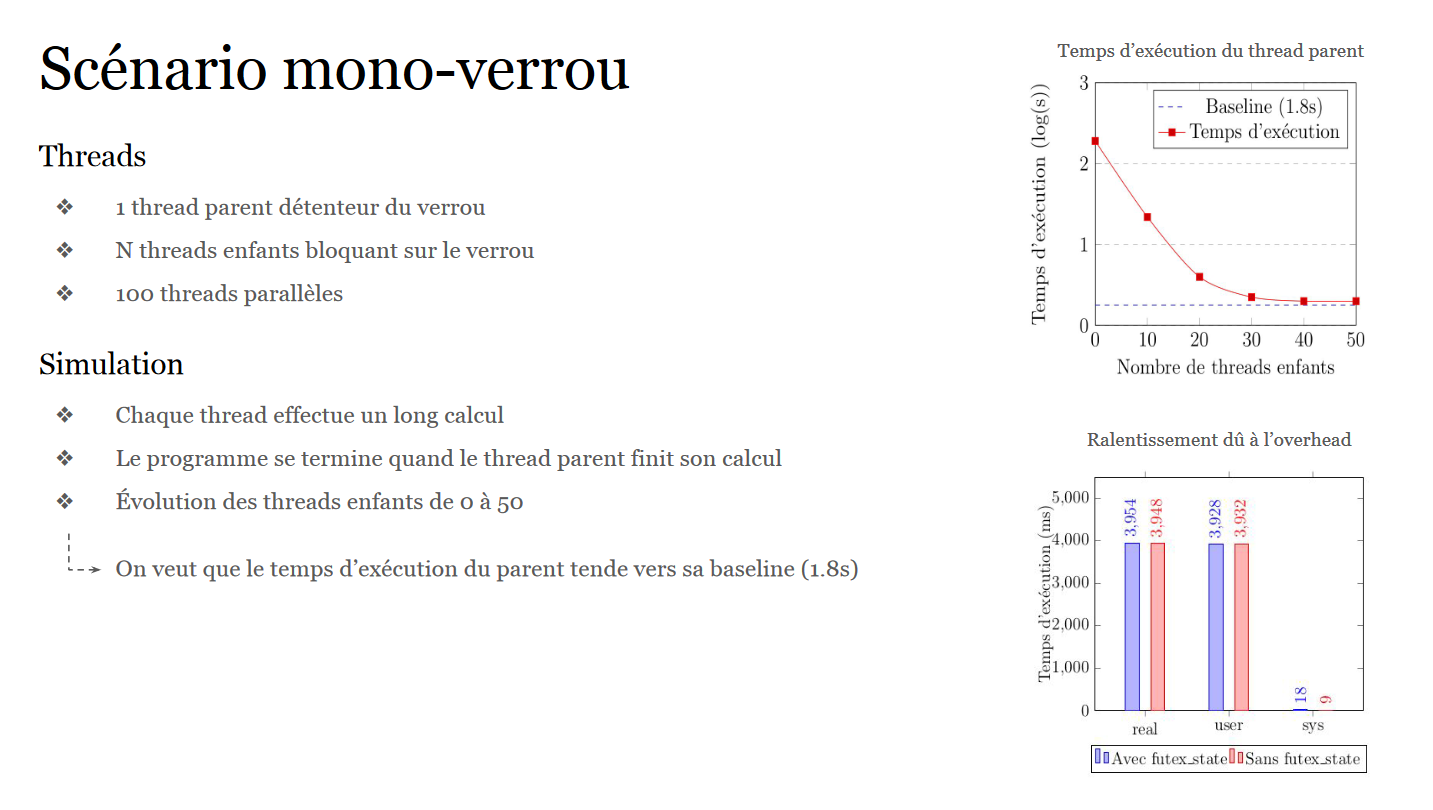 Scénario mono-verrou
Threads
❖ 1 thread parent détenteur du verrou
❖ N threads enfants bloquant sur le verrou
❖ 100 threads parallèles
Simulation
❖ Chaque thread effectue un long calcul
❖ Le programme se termine quand le thread parent finit son calcul
❖ Évolution des threads enfants de 0 à 50
On veut que le temps d’exécution du parent tende vers sa baseline (1.8s)
Temps d’exécution du thread parent
Temps d’exécution (log(s))
3
2
1
0
Baseline (1.8s)
Temps d’exécution
0 10 20 30 40 50
Nombre de threads enfants
Ralentissement dû à l’overhead
Temps d’exécution (ms)
5,000
4,000
3,000
2,000
1,000
0
3,954 3,948 3,928 3,932 18 9
real user sys
Avec futex_state Sans futex_state